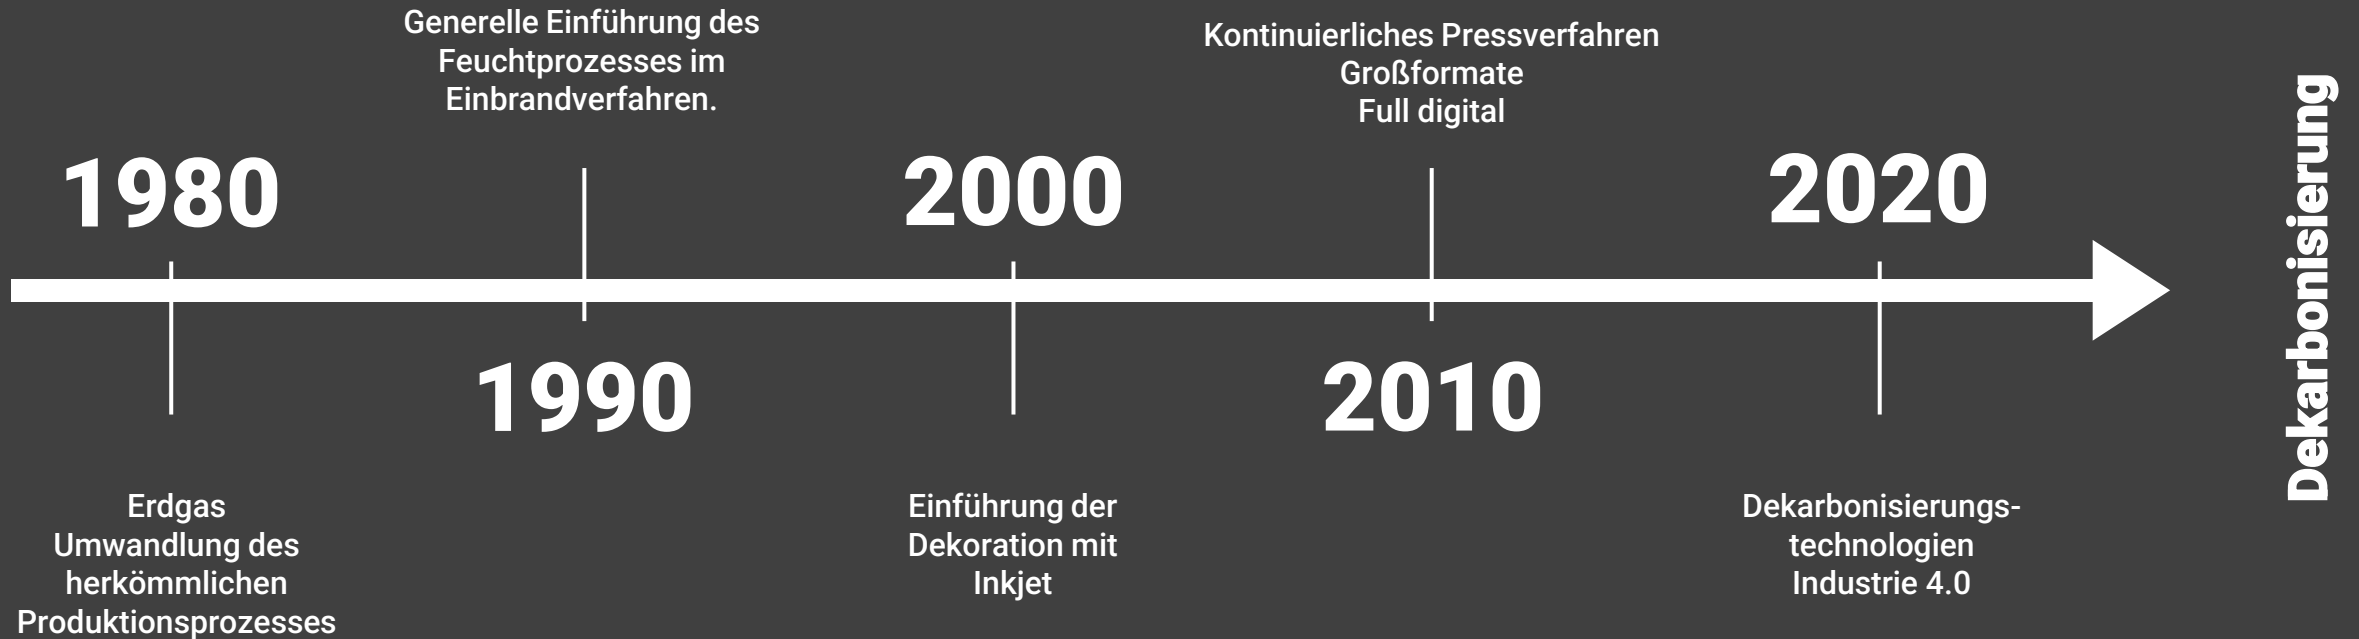 1980
Erdgas
Umwandlung des
herkömmlichen
Produktionsprozesses
Generelle Einführung des
Feuchtprozesses im
Einbrandverfahren.
1990
2000
Einführung der
Dekoration mit
Inkjet
Kontinuierliches Pressverfahren
Großformate
Full digital
2010
2020
Dekarbonisierungs-
technologien
Industrie 4.0
Dekarbonisierung